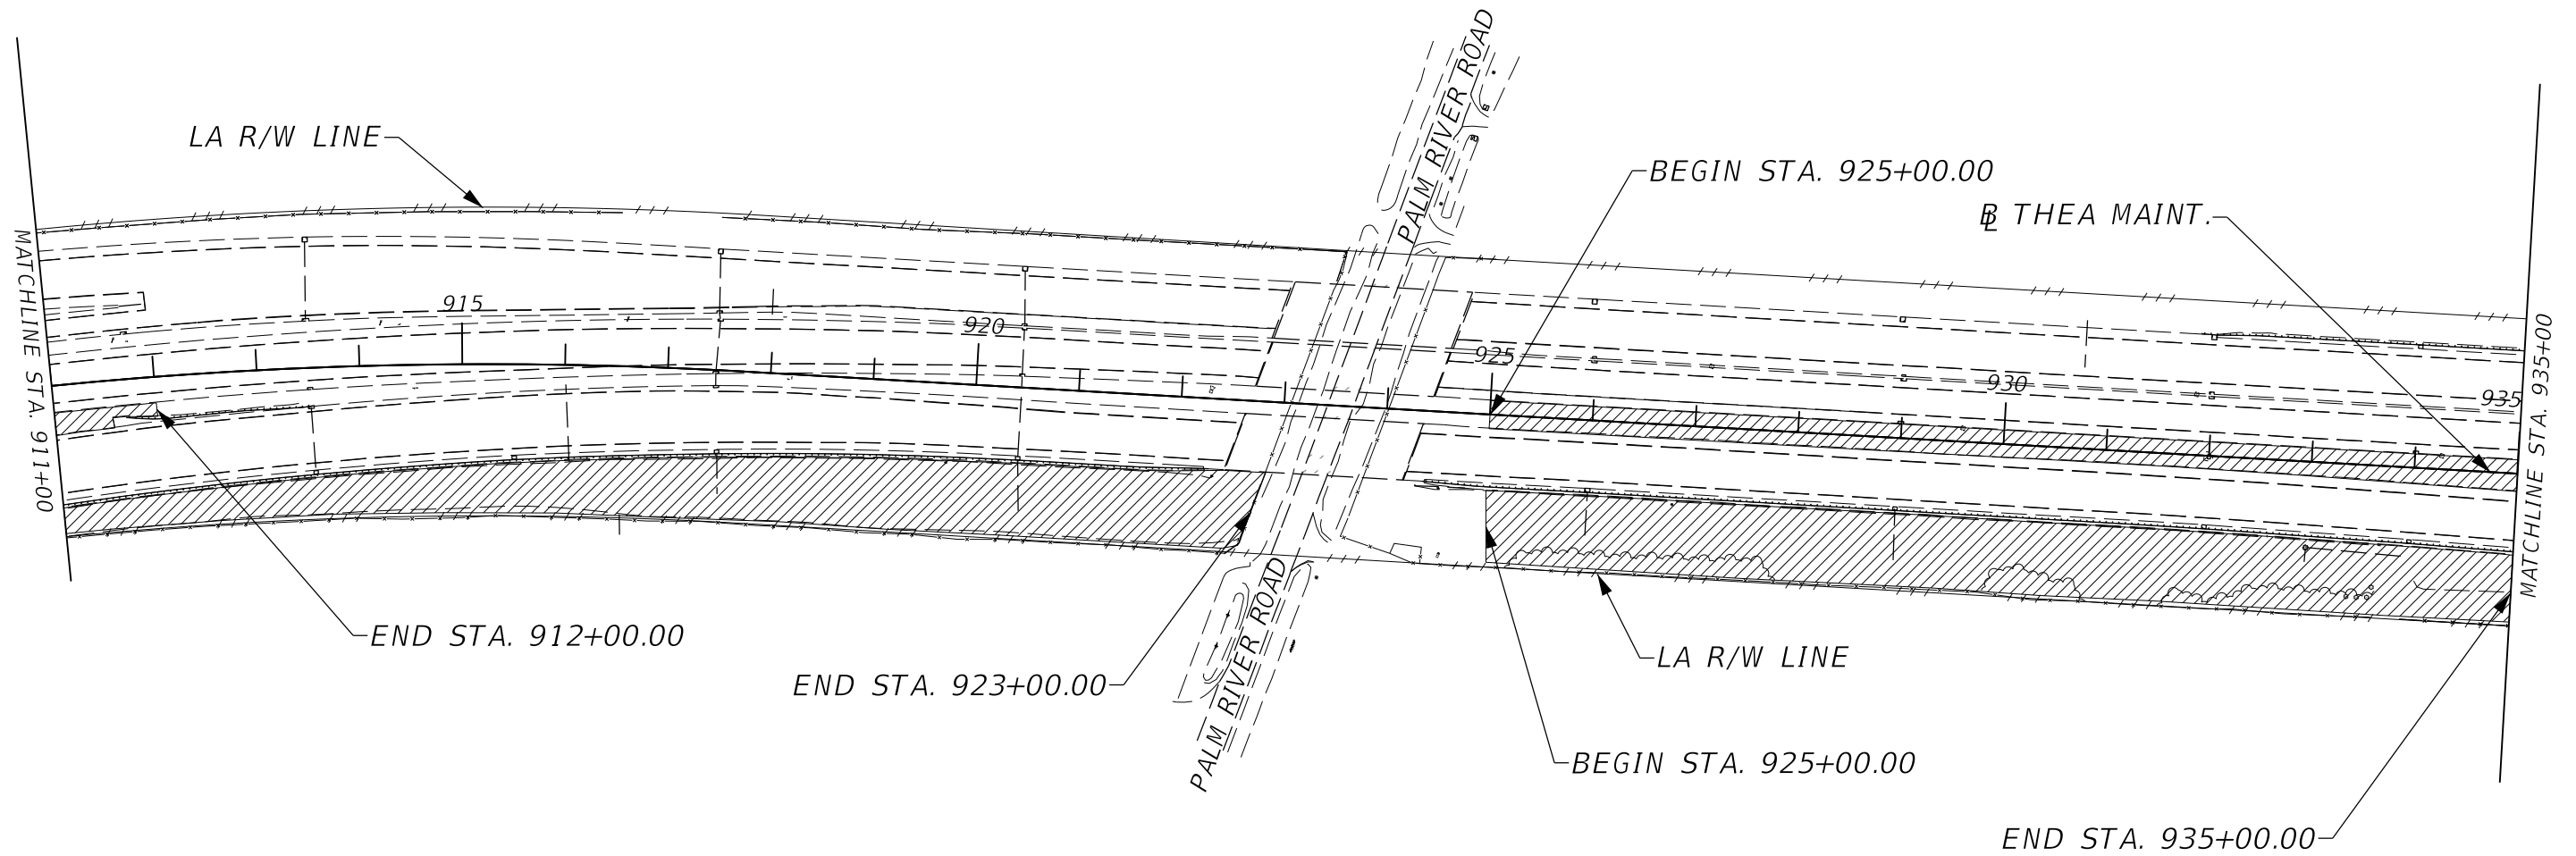 PALM RIVER ROAD
LA R/W LINE
BEGIN STA. 925+00.00
BL THEA MAINT.
MATCHLINE STA. 911+00
915
920
925
930
935
MATCHLINE STA. 935+00
END STA. 912+00.00
END STA. 923+00.00
PALM RIVER ROAD
LA R/W LINE
BEGIN STA. 925+00.00
END STA. 935+00.00